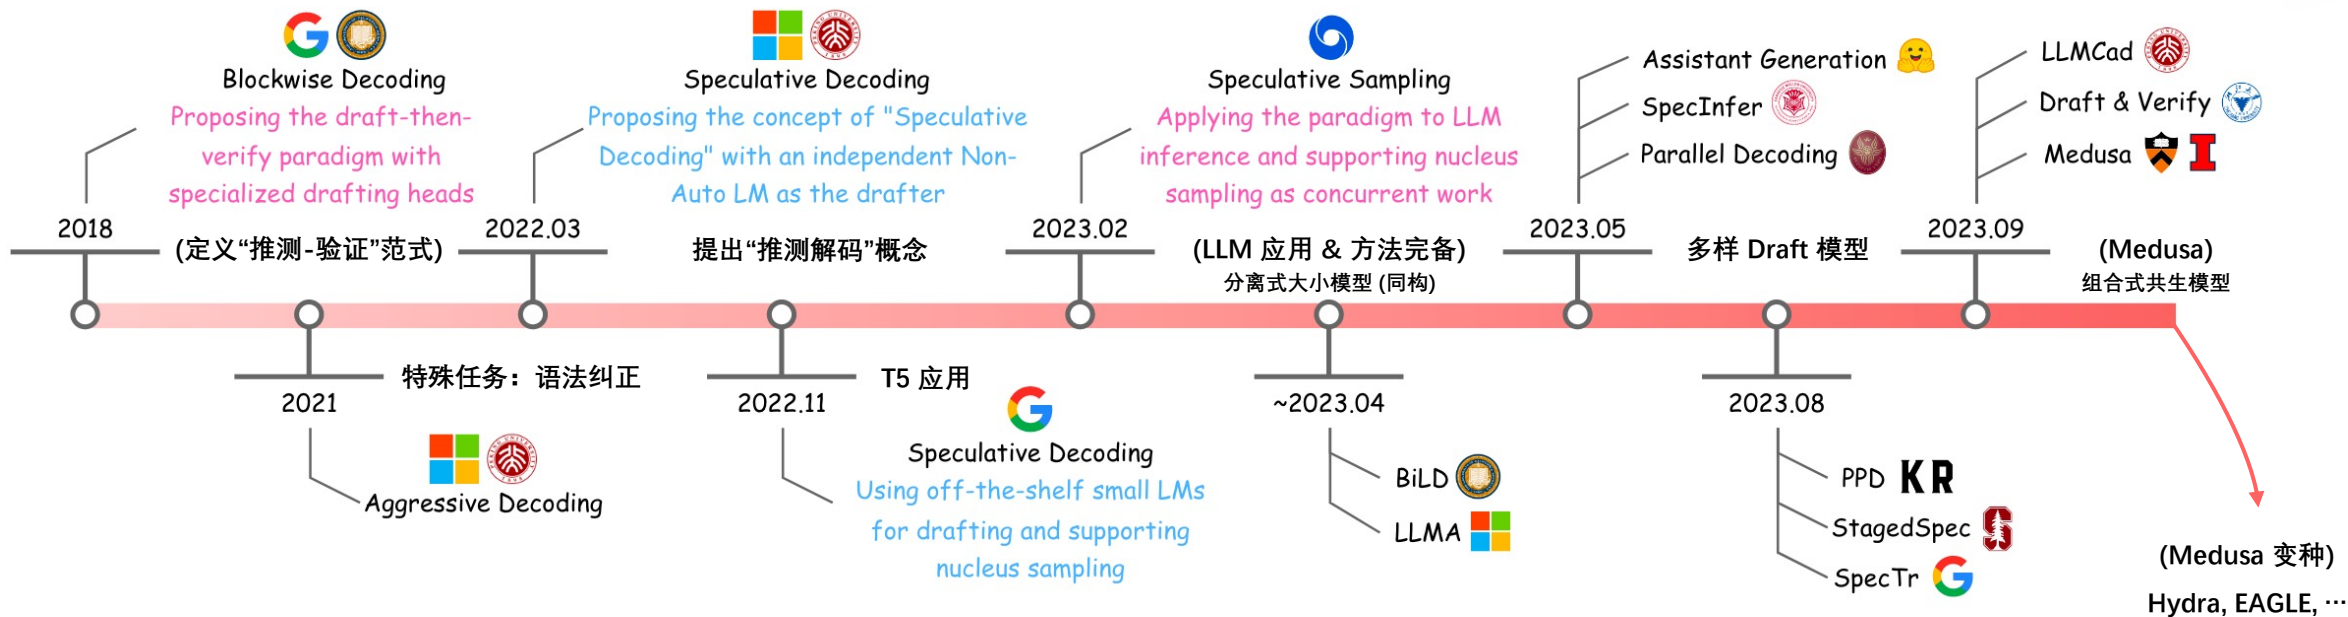 Blockwise Decoding
Proposing the draft-then-
verify paradigm with
specialized drafting heads
2018
(定义“推测-验证”范式)
2021
特殊任务：语法纠正
Aggressive Decoding
Speculative Decoding
Proposing the concept of "Speculative
Decoding" with an independent Non-
Auto LM as the drafter
2022.03
提出“推测解码”概念
2022.11
T5 应用
Speculative Decoding
Using off-the-shelf small LMs
for drafting and supporting
nucleus sampling
Speculative Sampling
Applying the paradigm to LLM
inference and supporting nucleus
sampling as concurrent work
2023.02
(LLM 应用 & 方法完备)
分离式大小模型 (同构)
~2023.04
BiLD
LLMA
Assistant Generation
SpecInfer
Parallel Decoding
2023.05
多样 Draft 模型
2023.08
PPD KR
StagedSpec
SpecTr
LLMCad
Draft & Verify
Medusa
2023.09
(Medusa)
组合式共生模型
(Medusa 变种)
Hydra, EAGLE, ···